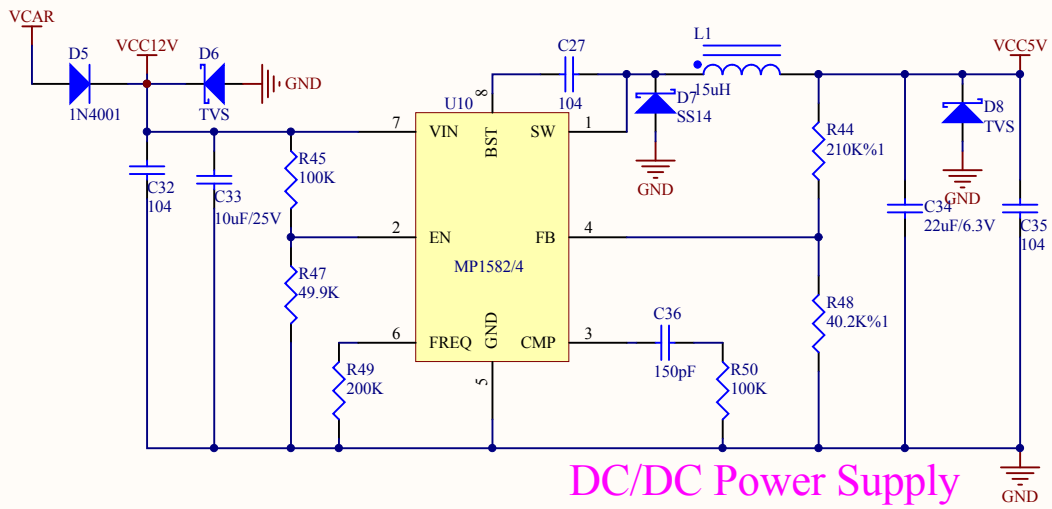 VCAR
D5
1N4001
VCC12V
D6
TVS
GND
C27
104
L1
15uH
D7
SS14
GND
VCC5V
D8
TVS
GND
U10
8
BST
7
VIN
SW
1
2
EN
FB
4
MP1582/4
6
FREQ
GND
CMP
3
5
C32
104
C33
10uF/25V
R45
100K
R47
49.9K
R49
200K
C36
150pF
R50
100K
R44
210K%1
R48
40.2K%1
C34
22uF/6.3V
C35
104
GND
DC/DC Power Supply